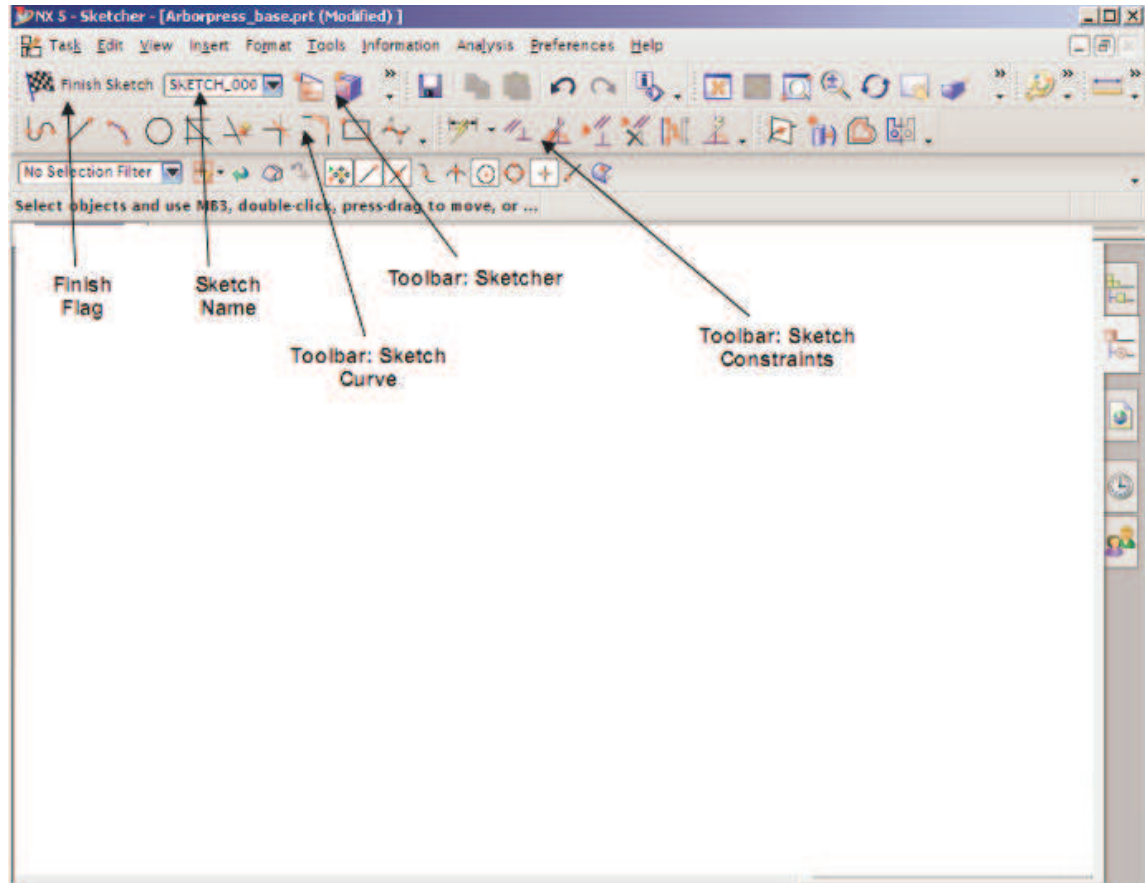 NX 5 - Sketcher - [Arborpress_base.prt (Modified) ]
Task Edit View Insert Format Tools Information Analysis Preferences Help
Finish Sketch SKETCH_000
No Selection Filter
Select objects and use MB3, double-click, press-drag to move, or ...
Finish
Flag
Sketch
Name
Toolbar: Sketcher
Toolbar: Sketch
Curve
Toolbar: Sketch
Constraints